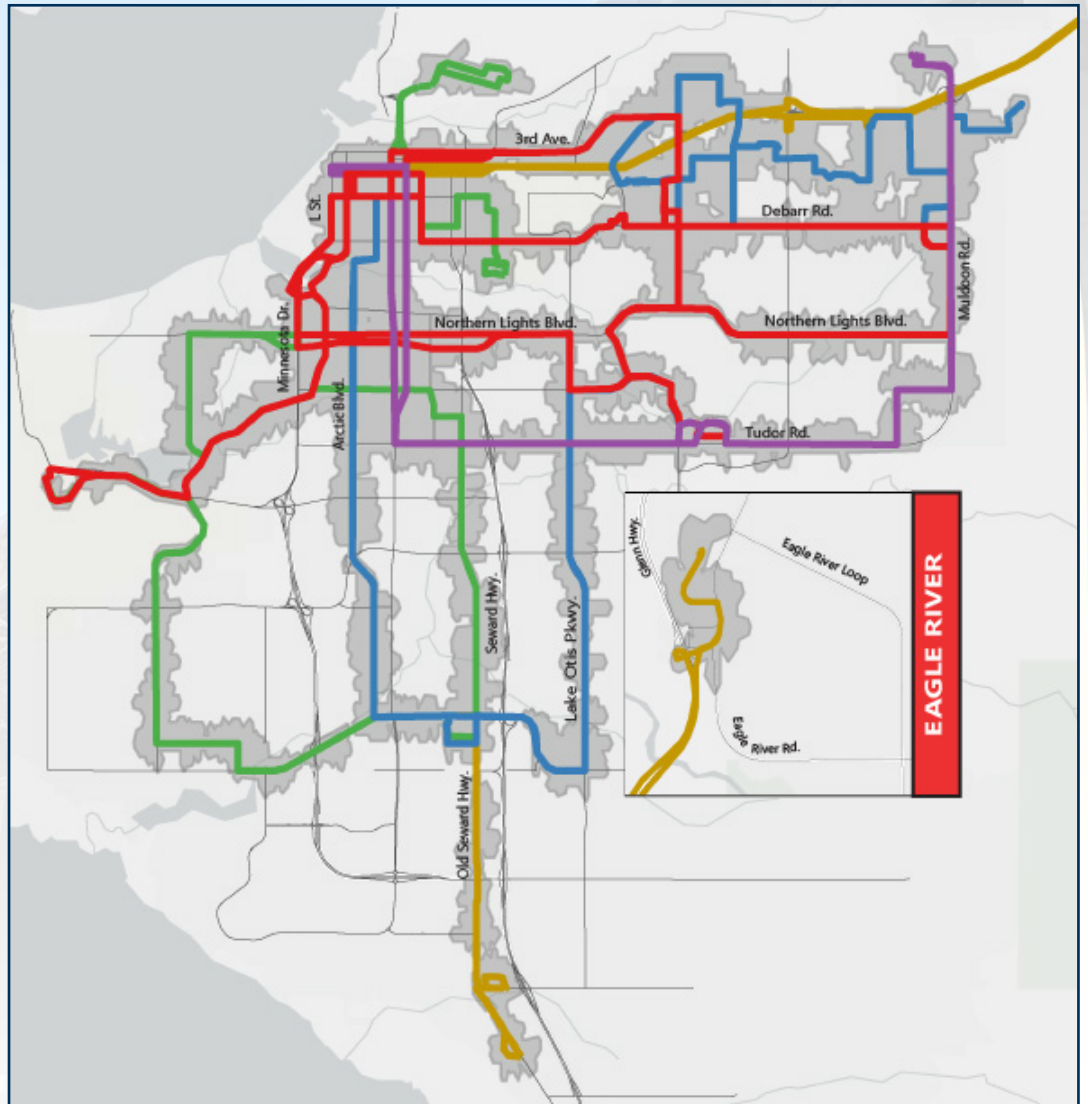 3rd Ave.
L St.
Debarr Rd.
Muldoon Rd.
Minnesota Dr.
Northern Lights Blvd.
Northern Lights Blvd.
Arctic Blvd.
Tudor Rd.
Glenn Hwy.
Eagle River Loop
EAGLE RIVER
Seward Hwy.
Lake Otis Pkwy.
Eagle
River Rd.
Old Seward Hwy.